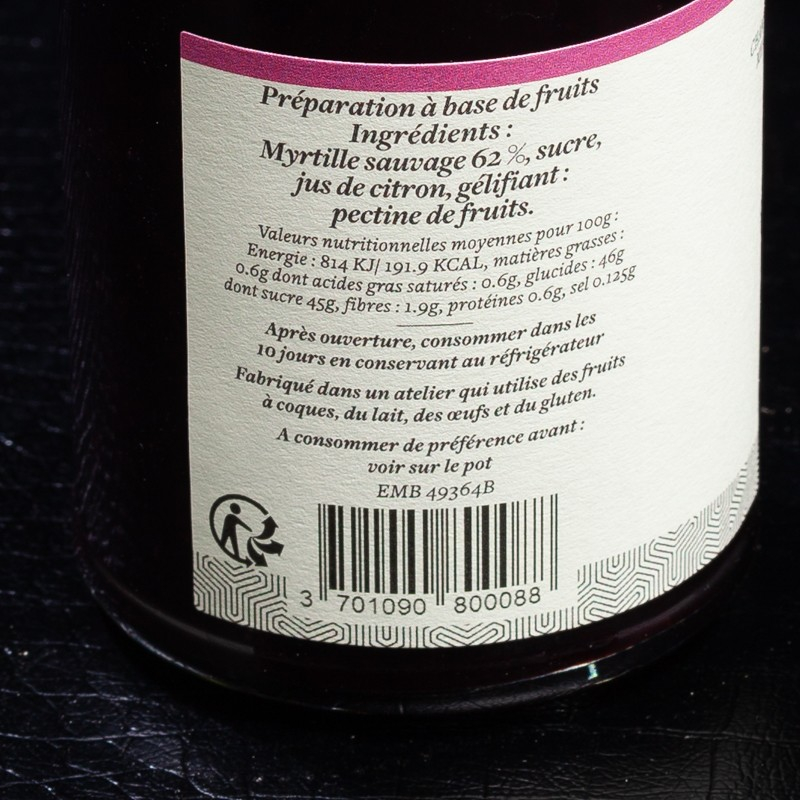 Préparation à base de fruits
Ingrédients :
Myrtille sauvage 62 %, sucre,
jus de citron, gélifiant :
pectine de fruits.
Valeurs nutritionnelles moyennes pour 100g :
Energie : 814 KJ/ 191.9 KCAL, matières grasses :
0.6g dont acides gras saturés : 0.6g, glucides : 46g
dont sucre 45g, fibres : 1.9g, protéines 0.6g, sel 0.125g
Après ouverture, consommer dans les
10 jours en conservant au réfrigérateur
Fabriqué dans un atelier qui utilise des fruits
à coques, du lait, des œufs et du gluten.
A consommer de préférence avant :
voir sur le pot
EMB 49364B
3 701090 800088